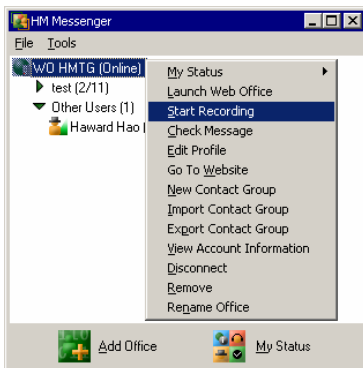 HM Messenger
File Tools
WO HMTG (Online)
test (2/11)
Other Users (1)
Haward Hao
My Status
Launch Web Office
Start Recording
Check Message
Edit Profile
Go To Website
New Contact Group
Import Contact Group
Export Contact Group
View Account Information
Disconnect
Remove
Rename Office
Add Office
My Status